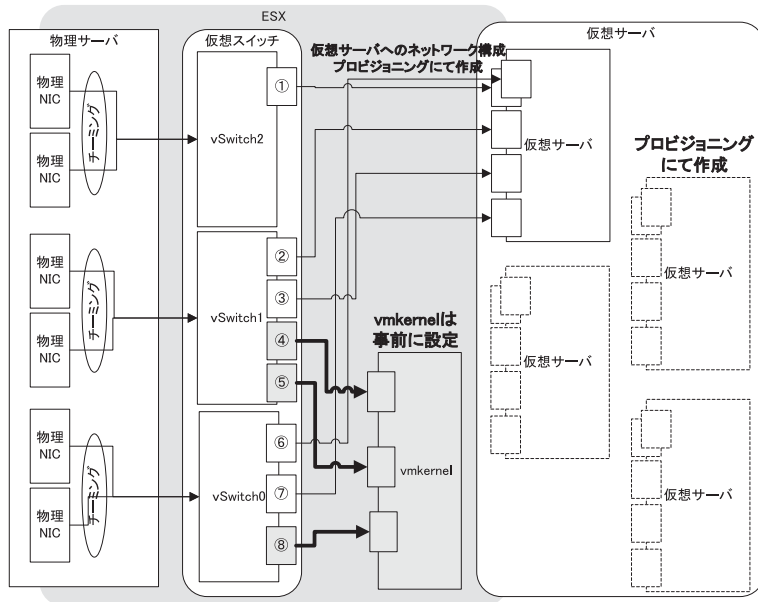 ESX
物理サーバ
仮想スイッチ
仮想サーバ
仮想サーバへのネットワーク構成
プロビジョニングにて作成
物理
NIC
チーミング
物理
NIC
vSwitch2
①
仮想サーバ
プロビジョニング
にて作成
物理
NIC
チーミング
物理
NIC
vSwitch1
②
③
④
⑤
vmkernelは
事前に設定
仮想サーバ
仮想サーバ
物理
NIC
チーミング
物理
NIC
vSwitch0
⑥
⑦
⑧
vmkernel
仮想サーバ